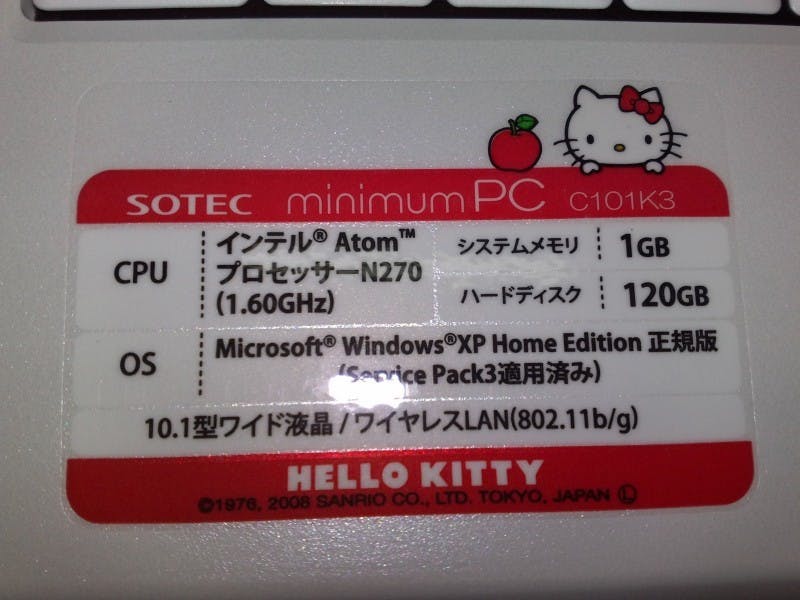 SOTEC minimum PC C101K3
CPU
インテル® Atom™
プロセッサーN270
(1.60GHz)
システムメモリ 1GB
ハードディスク 120GB
OS
Microsoft® Windows®XP Home Edition 正規版
(Service Pack3適用済み)
10.1型ワイド液晶 / ワイヤレスLAN(802.11b/g)
HELLO KITTY
©1976, 2008 SANRIO CO., LTD. TOKYO, JAPAN Ⓛ